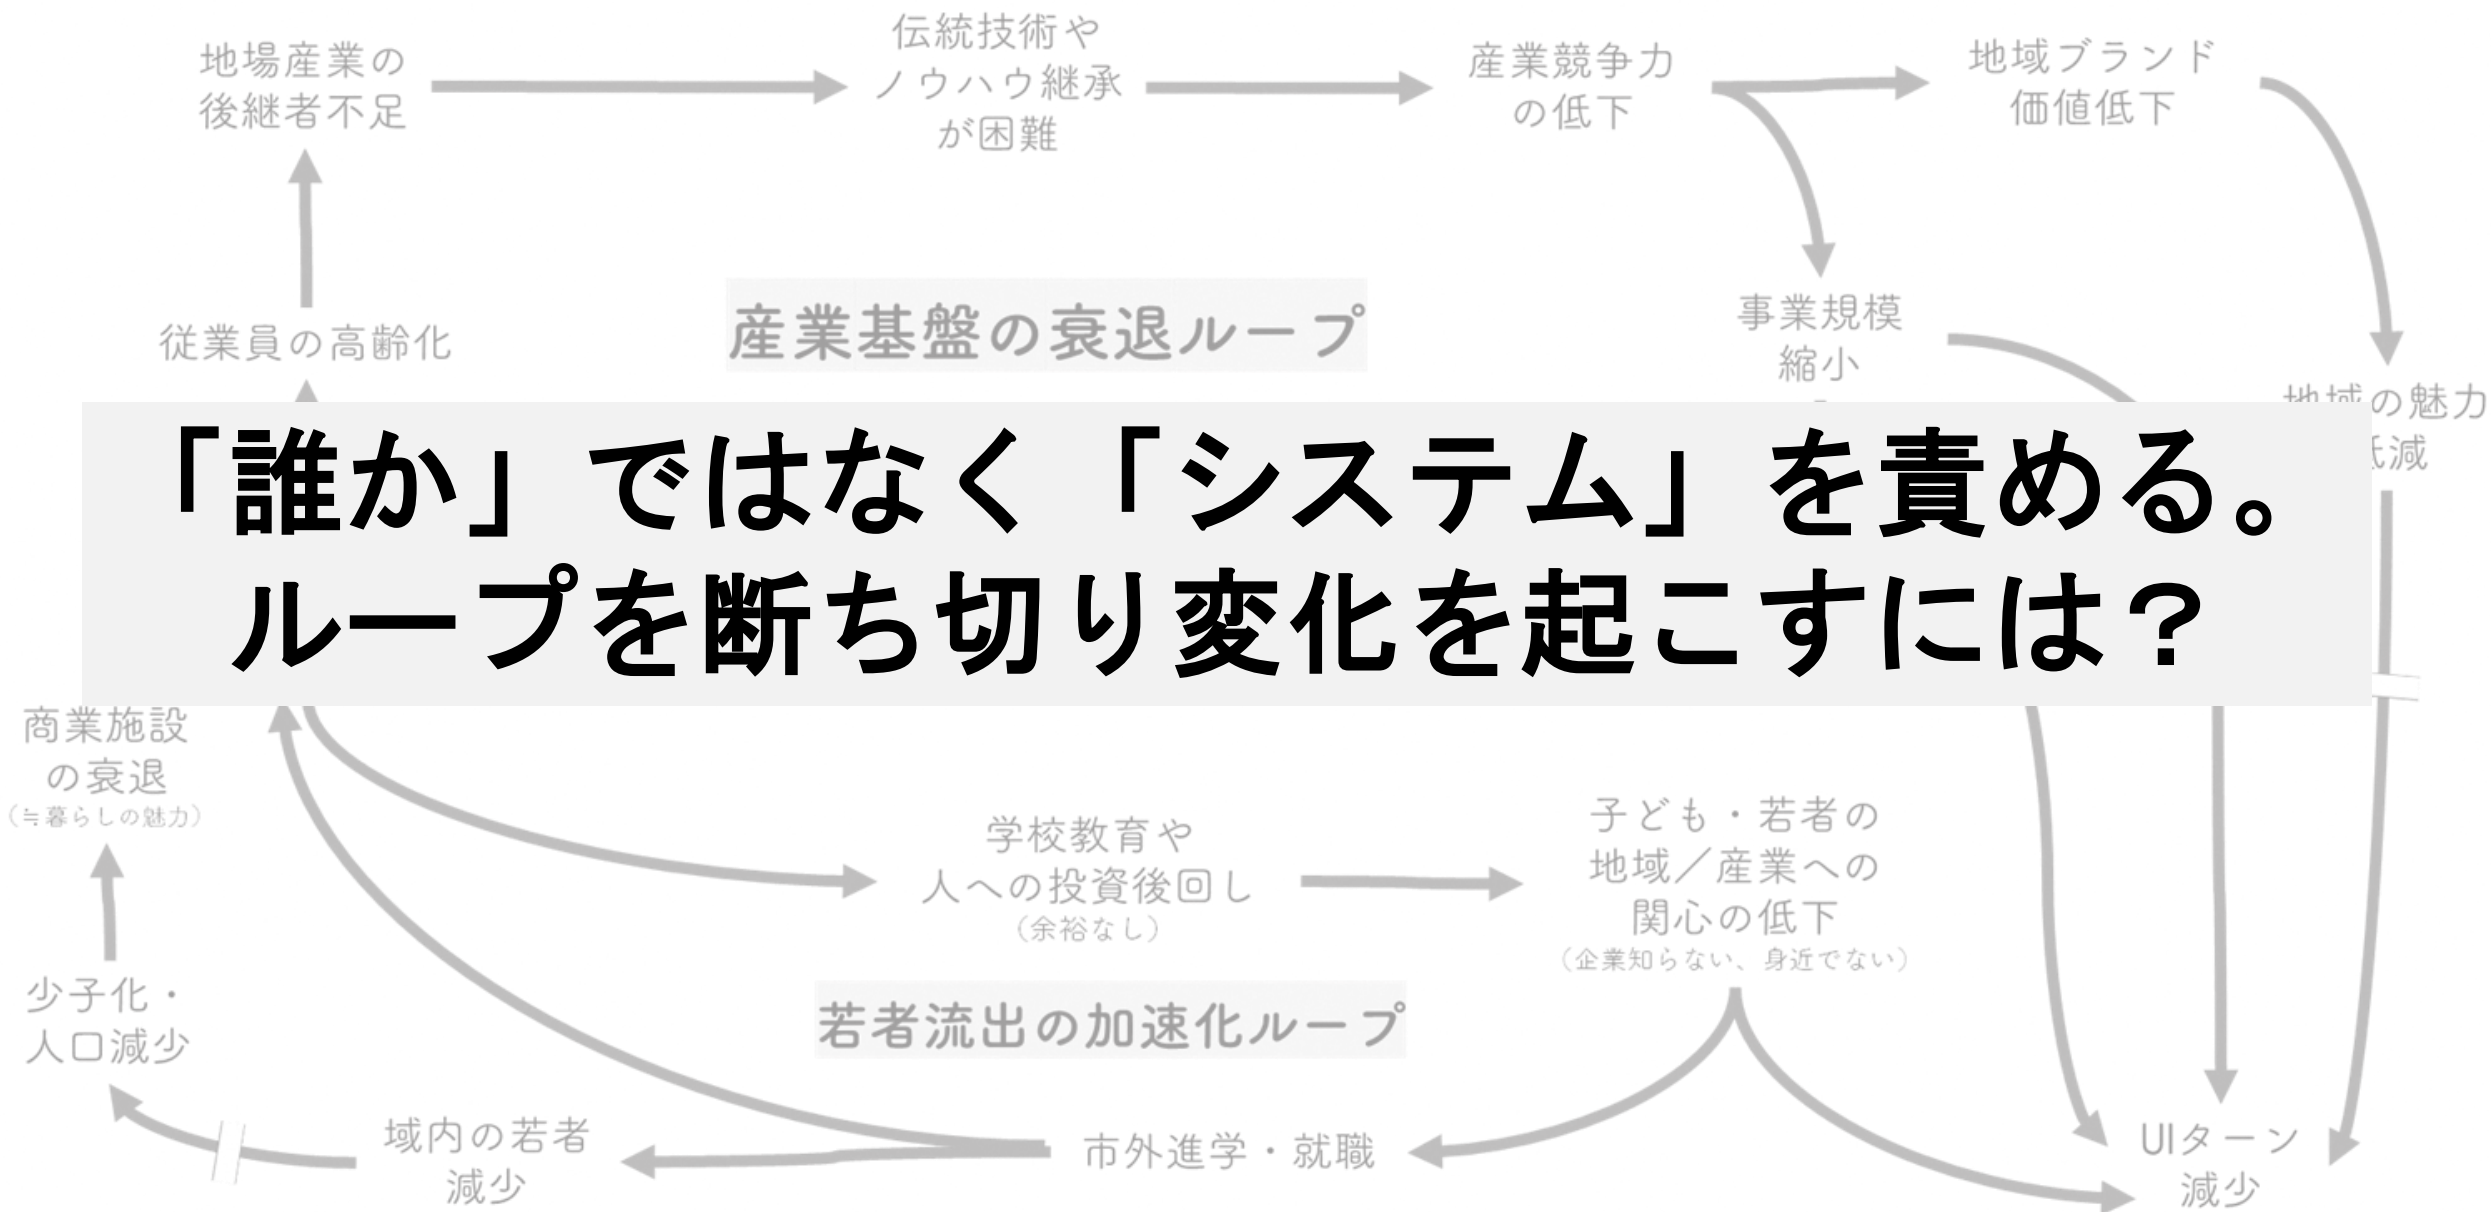 地場産業の
後継者不足
伝統技術や
ノウハウ継承
が困難
産業競争力
の低下
地域ブランド
価値低下
産業基盤の衰退ループ
従業員の高齢化
事業規模
縮小
地域の魅力
減
「誰か」ではなく「システム」を責める。
ループを断ち切り変化を起こすには？
商業施設
の衰退
（≒暮らしの魅力）
学校教育や
人への投資後回し
（余裕なし）
子ども・若者の
地域／産業への
関心の低下
（企業知らない、身近でない）
少子化・
人口減少
若者流出の加速化ループ
域内の若者
減少
市外進学・就職
UIターン
減少